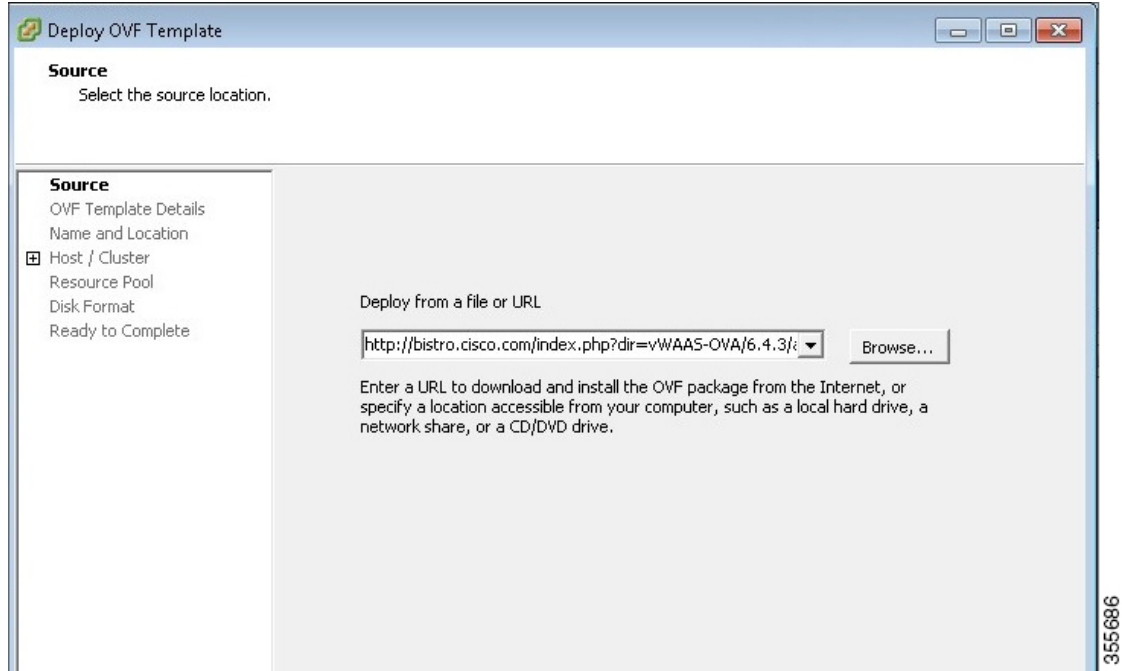 Deploy OVF Template
Source
Select the source location.
Source
OVF Template Details
Name and Location
Host / Cluster
Resource Pool
Disk Format
Ready to Complete
Deploy from a file or URL
http://bistro.cisco.com/index.php?dir=vWAAS-OVA/6.4.3/
Browse...
Enter a URL to download and install the OVF package from the Internet, or
specify a location accessible from your computer, such as a local hard drive, a
network share, or a CD/DVD drive.
355686